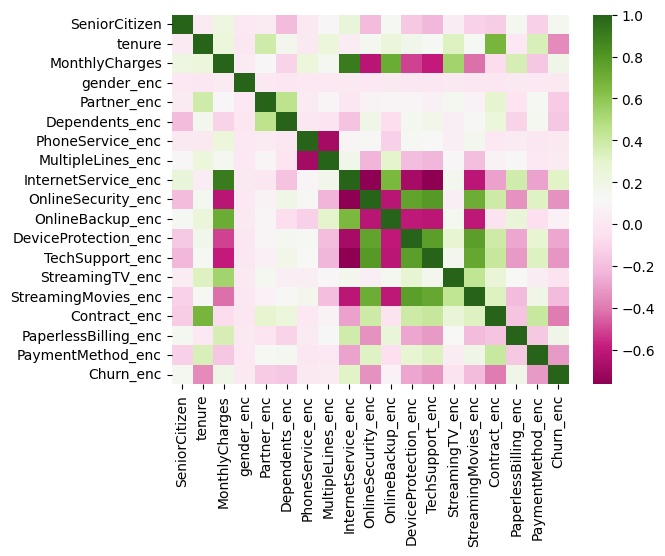 SeniorCitizen
tenure
MonthlyCharges
gender_enc
Partner_enc
Dependents_enc
PhoneService_enc
MultipleLines_enc
InternetService_enc
OnlineSecurity_enc
OnlineBackup_enc
DeviceProtection_enc
TechSupport_enc
StreamingTV_enc
StreamingMovies_enc
Contract_enc
PaperlessBilling_enc
PaymentMethod_enc
Churn_enc
SeniorCitizen
tenure
MonthlyCharges
gender_enc
Partner_enc
Dependents_enc
PhoneService_enc
MultipleLines_enc
InternetService_enc
OnlineSecurity_enc
OnlineBackup_enc
DeviceProtection_enc
TechSupport_enc
StreamingTV_enc
StreamingMovies_enc
Contract_enc
PaperlessBilling_enc
PaymentMethod_enc
Churn_enc
1.0
0.8
0.6
0.4
0.2
0.0
−0.2
−0.4
−0.6